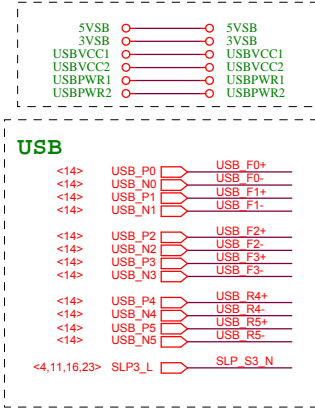 5VSB 5VSB
3VSB 3VSB
USBVCC1 USBVCC1
USBVCC2 USBVCC2
USBPWR1 USBPWR1
USBPWR2 USBPWR2
USB
<14> USB_P0 USB_F0+
<14> USB_N0 USB_F0-
<14> USB_P1 USB_F1+
<14> USB_N1 USB_F1-
<14> USB_P2 USB_F2+
<14> USB_N2 USB_F2-
<14> USB_P3 USB_F3+
<14> USB_N3 USB_F3-
<14> USB_P4 USB_R4+
<14> USB_N4 USB_R4-
<14> USB_P5 USB_R5+
<14> USB_N5 USB_R5-
<4,11,16,23> SLP3_L SLP_S3_N